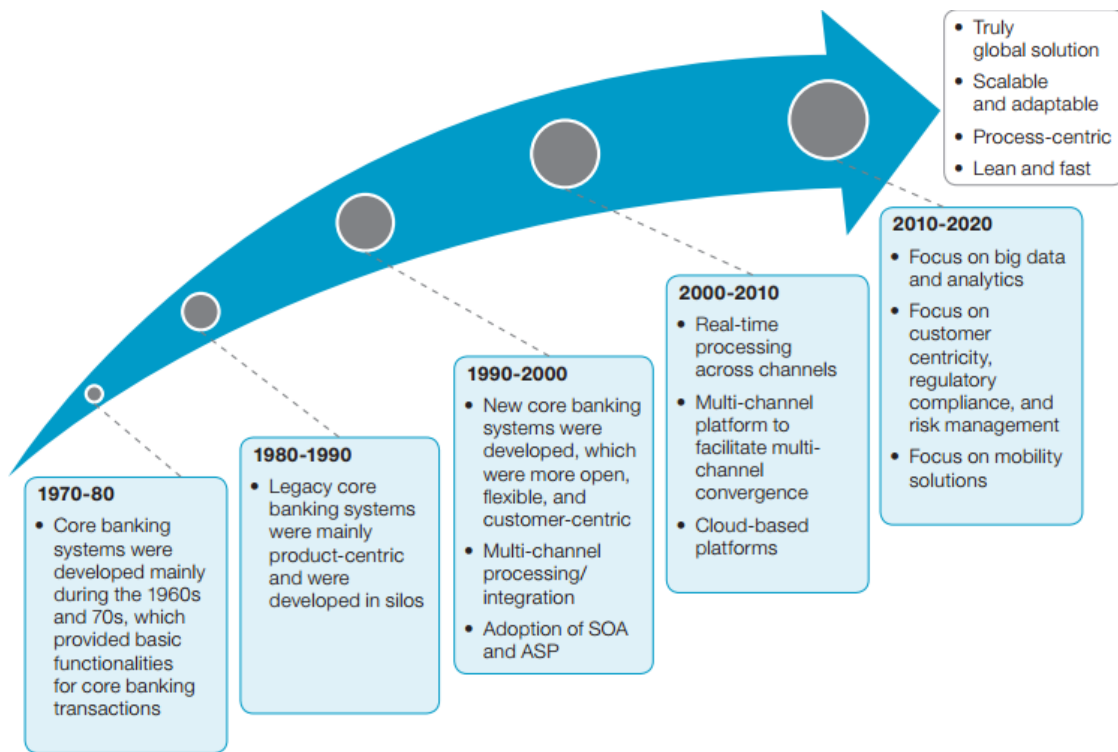 • Truly
global solution
• Scalable
and adaptable
• Process-centric
• Lean and fast
1970-80
• Core banking
systems were
developed mainly
during the 1960s
and 70s, which
provided basic
functionalities
for core banking
transactions
1980-1990
• Legacy core
banking systems
were mainly
product-centric
and were
developed in silos
1990-2000
• New core banking
systems were
developed, which
were more open,
flexible, and
customer-centric
• Multi-channel
processing/
integration
• Adoption of SOA
and ASP
2000-2010
• Real-time
processing
across channels
• Multi-channel
platform to
facilitate multi-
channel
convergence
• Cloud-based
platforms
2010-2020
• Focus on big data
and analytics
• Focus on
customer
centricity,
regulatory
compliance, and
risk management
• Focus on mobility
solutions